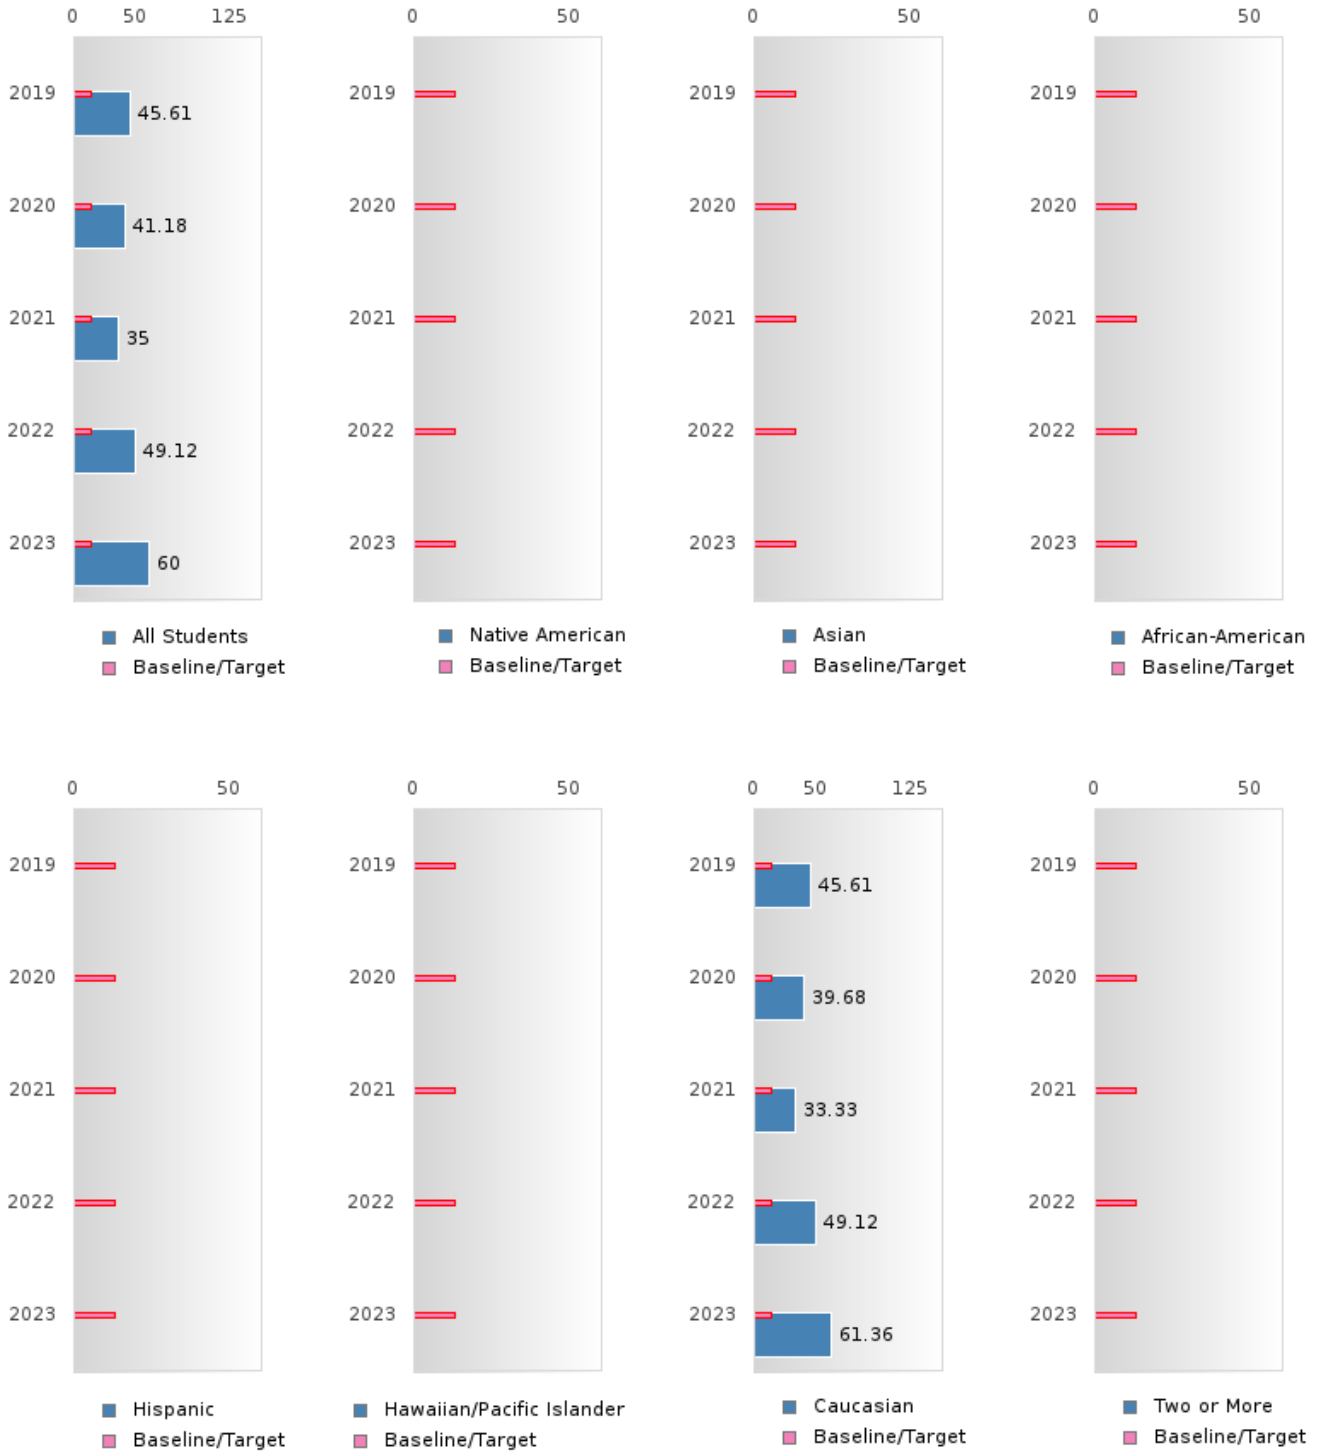 0 50 125
2019 45.61
2020 41.18
2021 35
2022 49.12
2023 60
All Students
Baseline/Target
0 50
2019
2020
2021
2022
2023
Native American
Baseline/Target
0 50
2019
2020
2021
2022
2023
Asian
Baseline/Target
0 50
2019
2020
2021
2022
2023
African-American
Baseline/Target
0 50
2019
2020
2021
2022
2023
Hispanic
Baseline/Target
0 50
2019
2020
2021
2022
2023
Hawaiian/Pacific Islander
Baseline/Target
0 50 125
2019 45.61
2020 39.68
2021 33.33
2022 49.12
2023 61.36
Caucasian
Baseline/Target
0 50
2019
2020
2021
2022
2023
Two or More
Baseline/Target